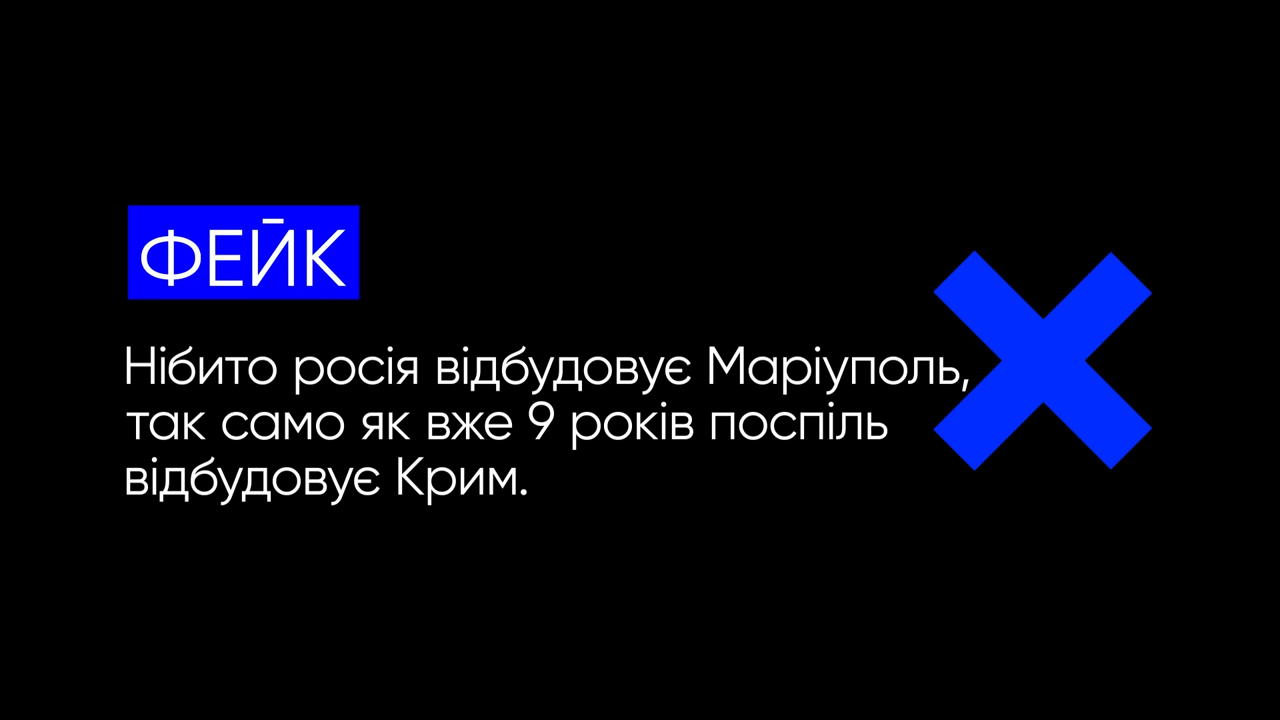 ФЕЙК
Нібито росія відбудовує Маріуполь,
так само як вже 9 років поспіль
відбудовує Крим.